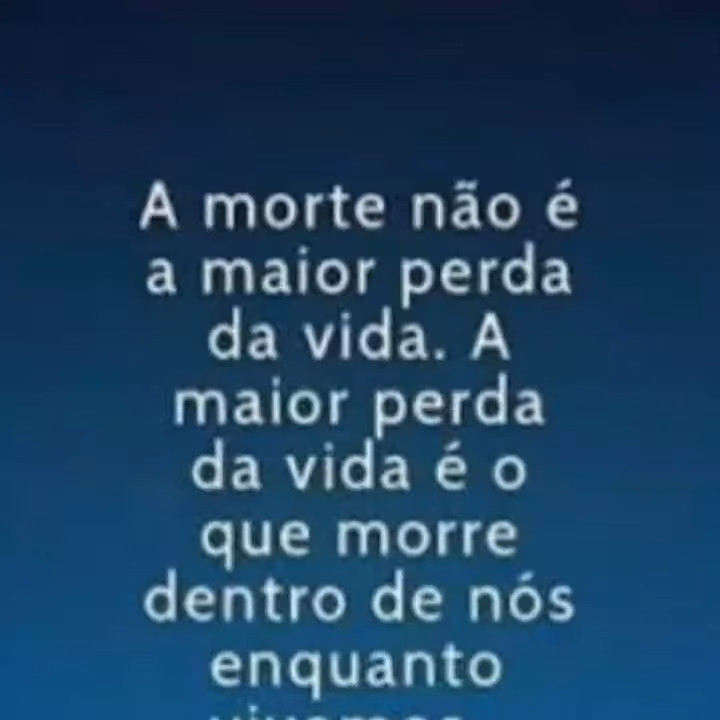 A morte não é
a maior perda
da vida. A
maior perda
da vida é o
que morre
dentro de nós
enquanto